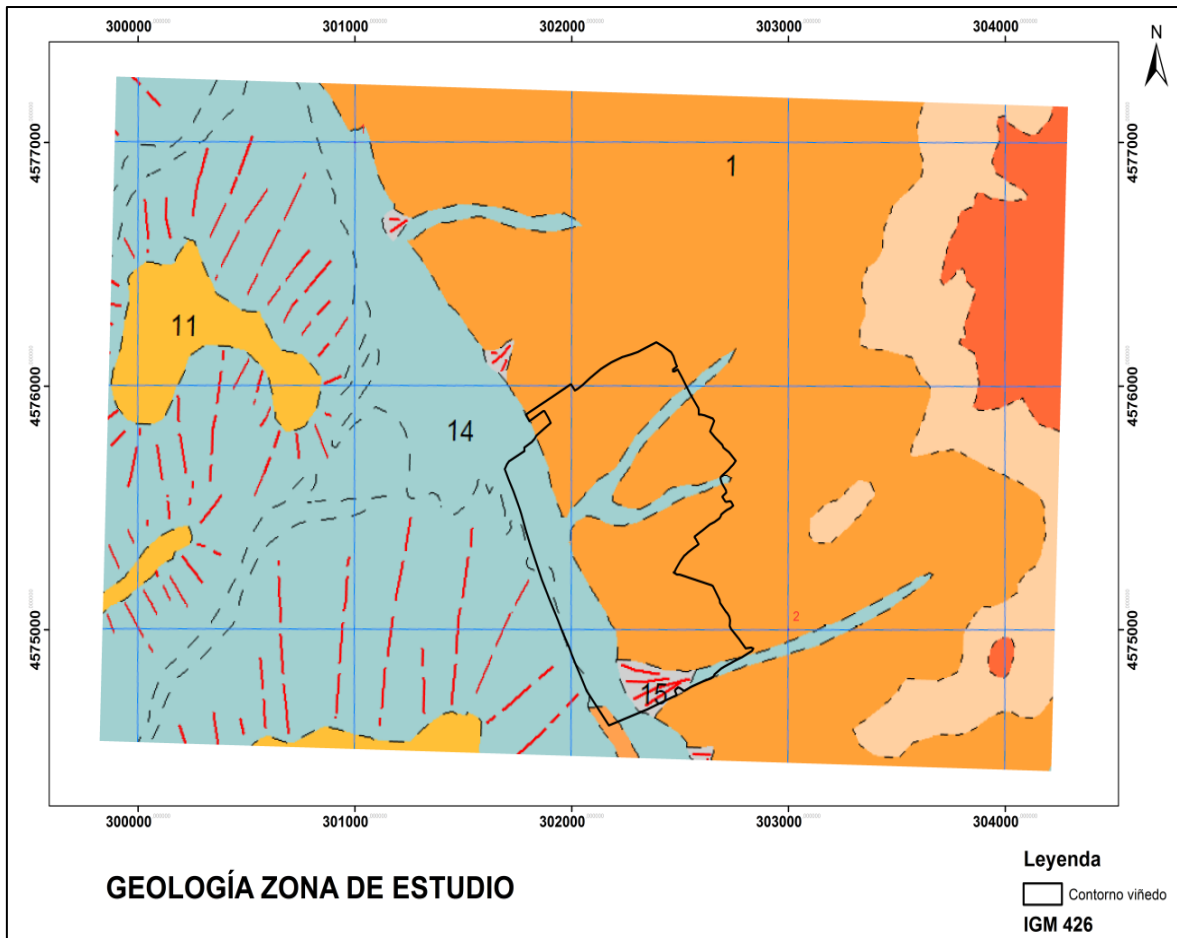 300000 301000 302000 303000 304000
N
4577000 4577000
1
11
4576000 4576000
14
4575000 4575000
2
15
300000 301000 302000 303000 304000
GEOLOGÍA ZONA DE ESTUDIO
Leyenda
Contorno viñedo
IGM 426